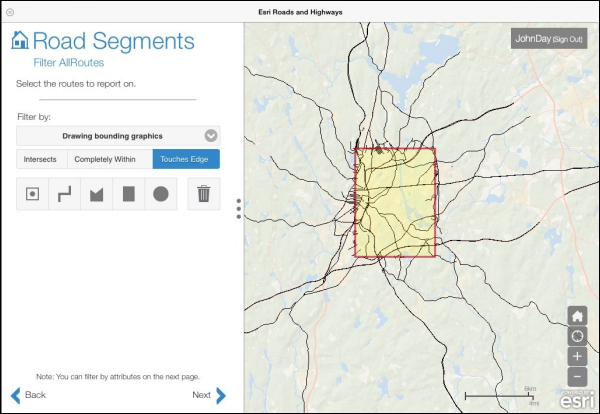 Esri Roads and Highways
Road Segments
Filter AllRoutes
Select the routes to report on.
Filter by:
Drawing bounding graphics
Intersects
Completely Within
Touches Edge
Note: You can filter by attributes on the next page.
Back
Next
JohnDay (Sign Out)
+
−
6km
4mi
POWERED BY
esri